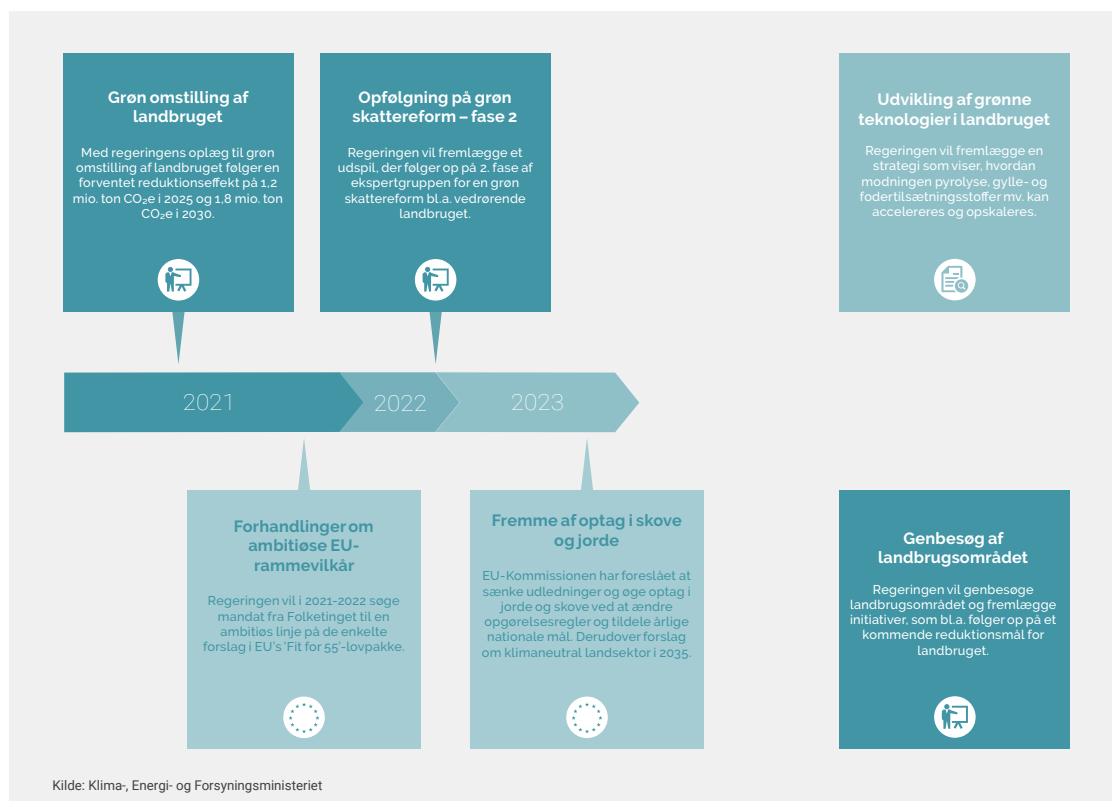 Grøn omstilling af
landbruget
Med regeringens oplæg til grøn
omstilling af landbruget følger en
forventet reduktionseffekt på 1,2
mio. ton CO₂e i 2025 og 1,8 mio. ton
CO₂e i 2030.
Opfølgning på grøn
skattereform – fase 2
Regeringen vil fremlægge et
udspil, der følger op på 2. fase af
ekspertgruppen for en grøn
skattereform bl.a. vedrørende
landbruget.
Udvikling af grønne
teknologier i landbruget
Regeringen vil fremlægge en
strategi som viser, hvordan
modningen pyrolyse, gylle- og
fodertilsætningsstoffer mv. kan
accelereres og opskaleres.
2021
2022
2023
Forhandlinger om
ambitiøse EU-
rammevilkår
Regeringen vil i 2021-2022 søge
mandat fra Folketinget til en
ambitiøs linje på de enkelte
forslag i EU's 'Fit for 55'-lovpakke.
Fremme af optag i skove
og jorde
EU-Kommissionen har foreslået at
sænke udledninger og øge optag i
jorde og skove ved at ændre
opgørelsesregler og tildele årlige
nationale mål. Derudover forslag
om klimaneutral landsektor i 2035.
Genbesøg af
landbrugsområdet
Regeringen vil genbesøge
landbrugsområdet og fremlægge
initiativer, som bl.a. følger op på et
kommende reduktionsmål for
landbruget.
Kilde: Klima-, Energi- og Forsyningsministeriet